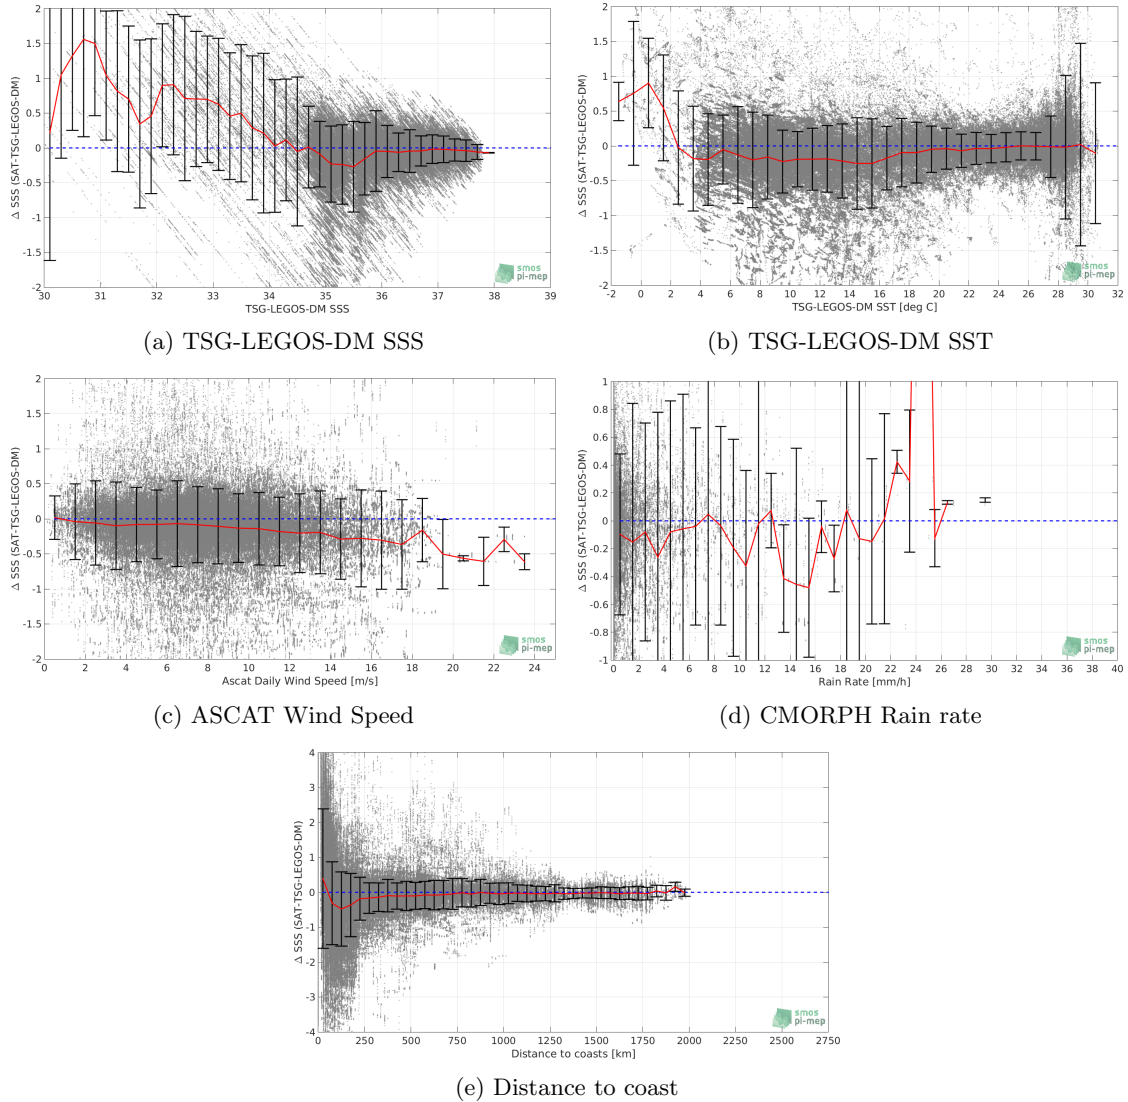 2
1.5
1
0.5
0
-0.5
-1
-1.5
-2
Δ SSS (SAT-TSG-LEGOS-DM)
30 31 32 33 34 35 36 37 38 39
TSG-LEGOS-DM SSS
smos
pi-mep
(a) TSG-LEGOS-DM SSS
2
1.5
1
0.5
0
-0.5
-1
-1.5
-2
Δ SSS (SAT-TSG-LEGOS-DM)
-2 0 2 4 6 8 10 12 14 16 18 20 22 24 26 28 30 32
TSG-LEGOS-DM SST [deg C]
smos
pi-mep
(b) TSG-LEGOS-DM SST
2
1.5
1
0.5
0
-0.5
-1
-1.5
-2
Δ SSS (SAT-TSG-LEGOS-DM)
0 2 4 6 8 10 12 14 16 18 20 22 24
Ascat Daily Wind Speed [m/s]
smos
pi-mep
(c) ASCAT Wind Speed
1
0.8
0.6
0.4
0.2
0
-0.2
-0.4
-0.6
-0.8
-1
Δ SSS (SAT-TSG-LEGOS-DM)
0 2 4 6 8 10 12 14 16 18 20 22 24 26 28 30 32 34 36 38 40
Rain Rate [mm/h]
smos
pi-mep
(d) CMORPH Rain rate
4
3
2
1
0
-1
-2
-3
-4
Δ SSS (SAT-TSG-LEGOS-DM)
0 250 500 750 1000 1250 1500 1750 2000 2250 2500 2750
Distance to coasts [km]
smos
pi-mep
(e) Distance to coast